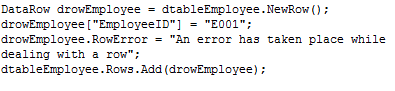 DataRow drowEmployee = dtableEmployee.NewRow();
drowEmployee["EmployeeID"] = "E001";
drowEmployee.RowError = "An error has taken place while
dealing with a row";
dtableEmployee.Rows.Add(drowEmployee);